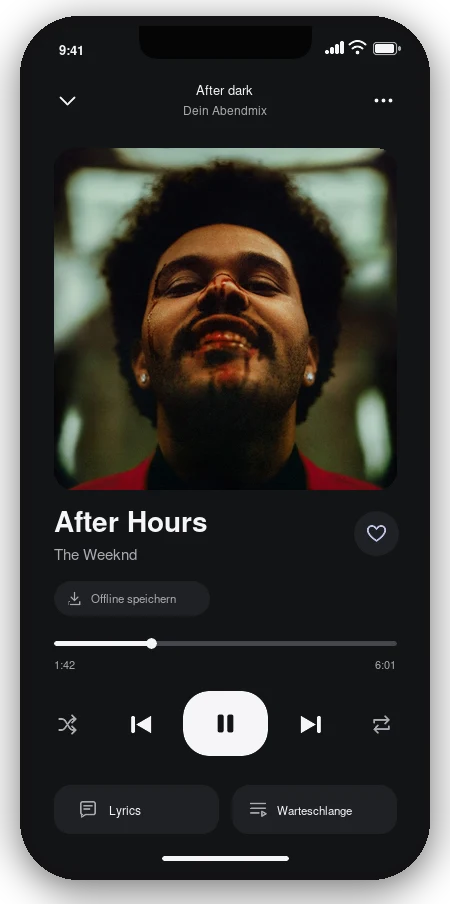 9:41
After dark
Dein Abendmix
After Hours
The Weeknd
Offline speichern
1:42
6:01
Lyrics
Warteschlange